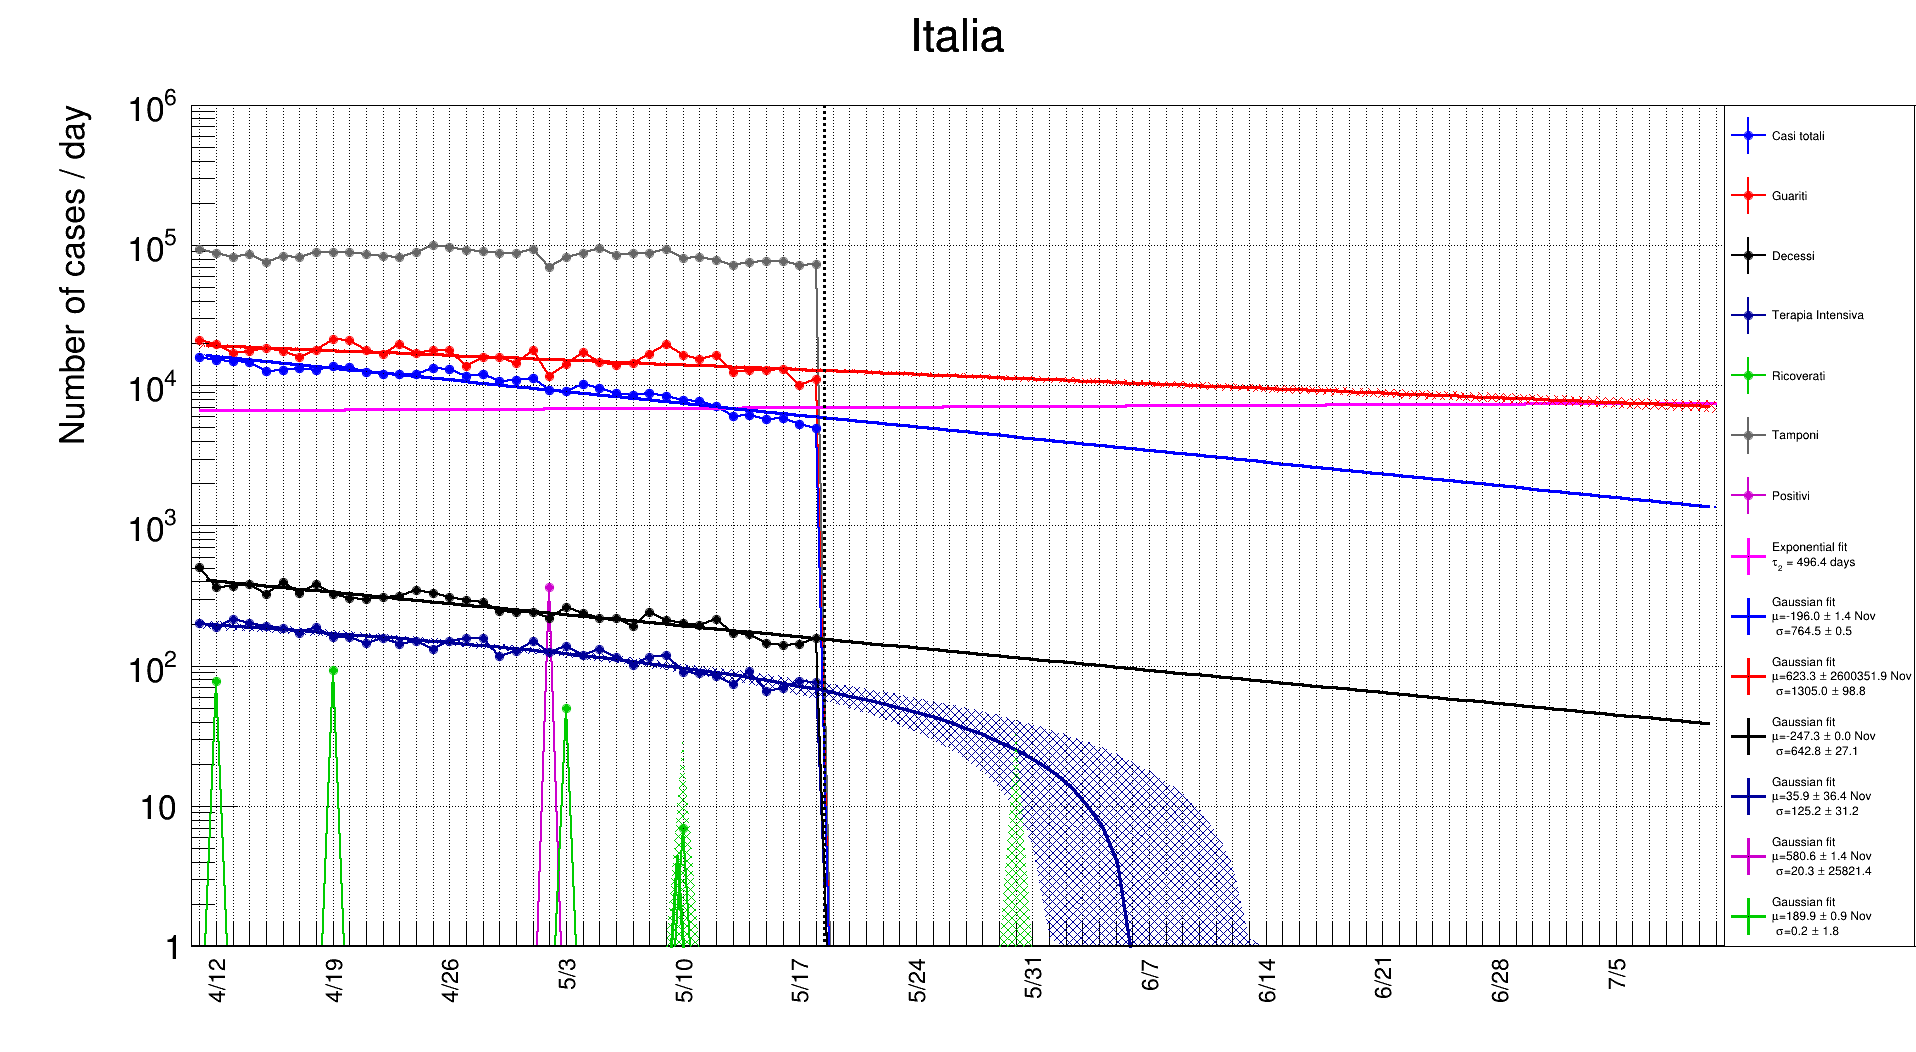 Italia
Number of cases / day
10^6
10^5
10^4
10^3
10^2
10
1
4/12
4/19
4/26
5/3
5/10
5/17
5/24
5/31
6/7
6/14
6/21
6/28
7/5
Casi totali
Guariti
Decessi
Terapia Intensiva
Ricoverati
Tamponi
Positivi
Exponential fit
τ₂ = 496.4 days
Gaussian fit
μ=-196.0 ± 1.4 Nov
σ=764.5 ± 0.5
Gaussian fit
μ=623.3 ± 2600351.9 Nov
σ=1305.0 ± 98.8
Gaussian fit
μ=-247.3 ± 0.0 Nov
σ=642.8 ± 27.1
Gaussian fit
μ=35.9 ± 36.4 Nov
σ=125.2 ± 31.2
Gaussian fit
μ=580.6 ± 1.4 Nov
σ=20.3 ± 25821.4
Gaussian fit
μ=189.9 ± 0.9 Nov
σ=0.2 ± 1.8